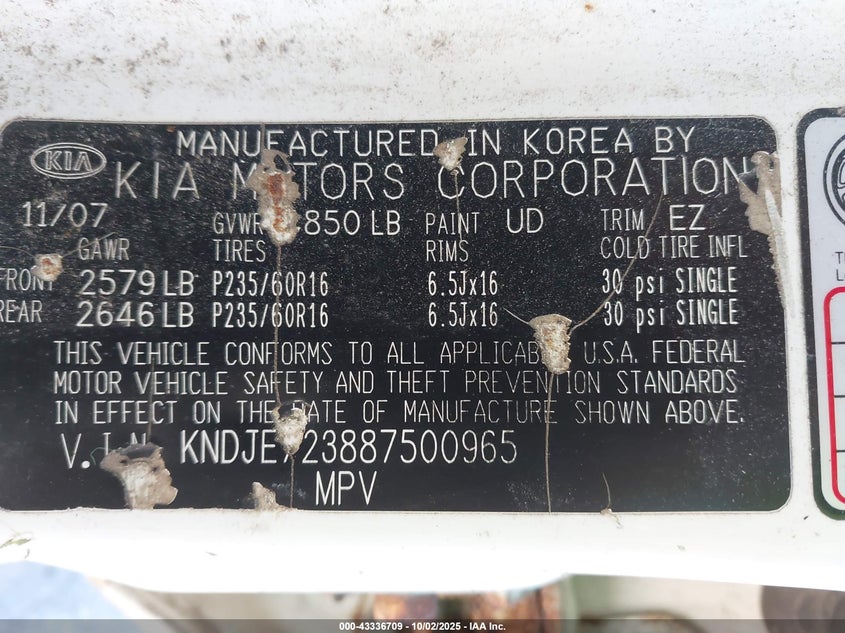 MANUFACTURED IN KOREA BY
KIA
KIA MOTORS CORPORATION
11/07 GVWR 850 LB PAINT UD TRIM EZ
GAWR TIRES RIMS COLD TIRE INFL
FRONT 2579 LB P235/60R16 6.5Jx16 30 psi SINGLE
REAR 2646 LB P235/60R16 6.5Jx16 30 psi SINGLE
THIS VEHICLE CONFORMS TO ALL APPLICABLE U.S.A. FEDERAL
MOTOR VEHICLE SAFETY AND THEFT PREVENTION STANDARDS
IN EFFECT ON THE DATE OF MANUFACTURE SHOWN ABOVE.
V.I.N. KNDJE 23887500965
MPV
000-43336709 - 10/02/2025 - IAA Inc.